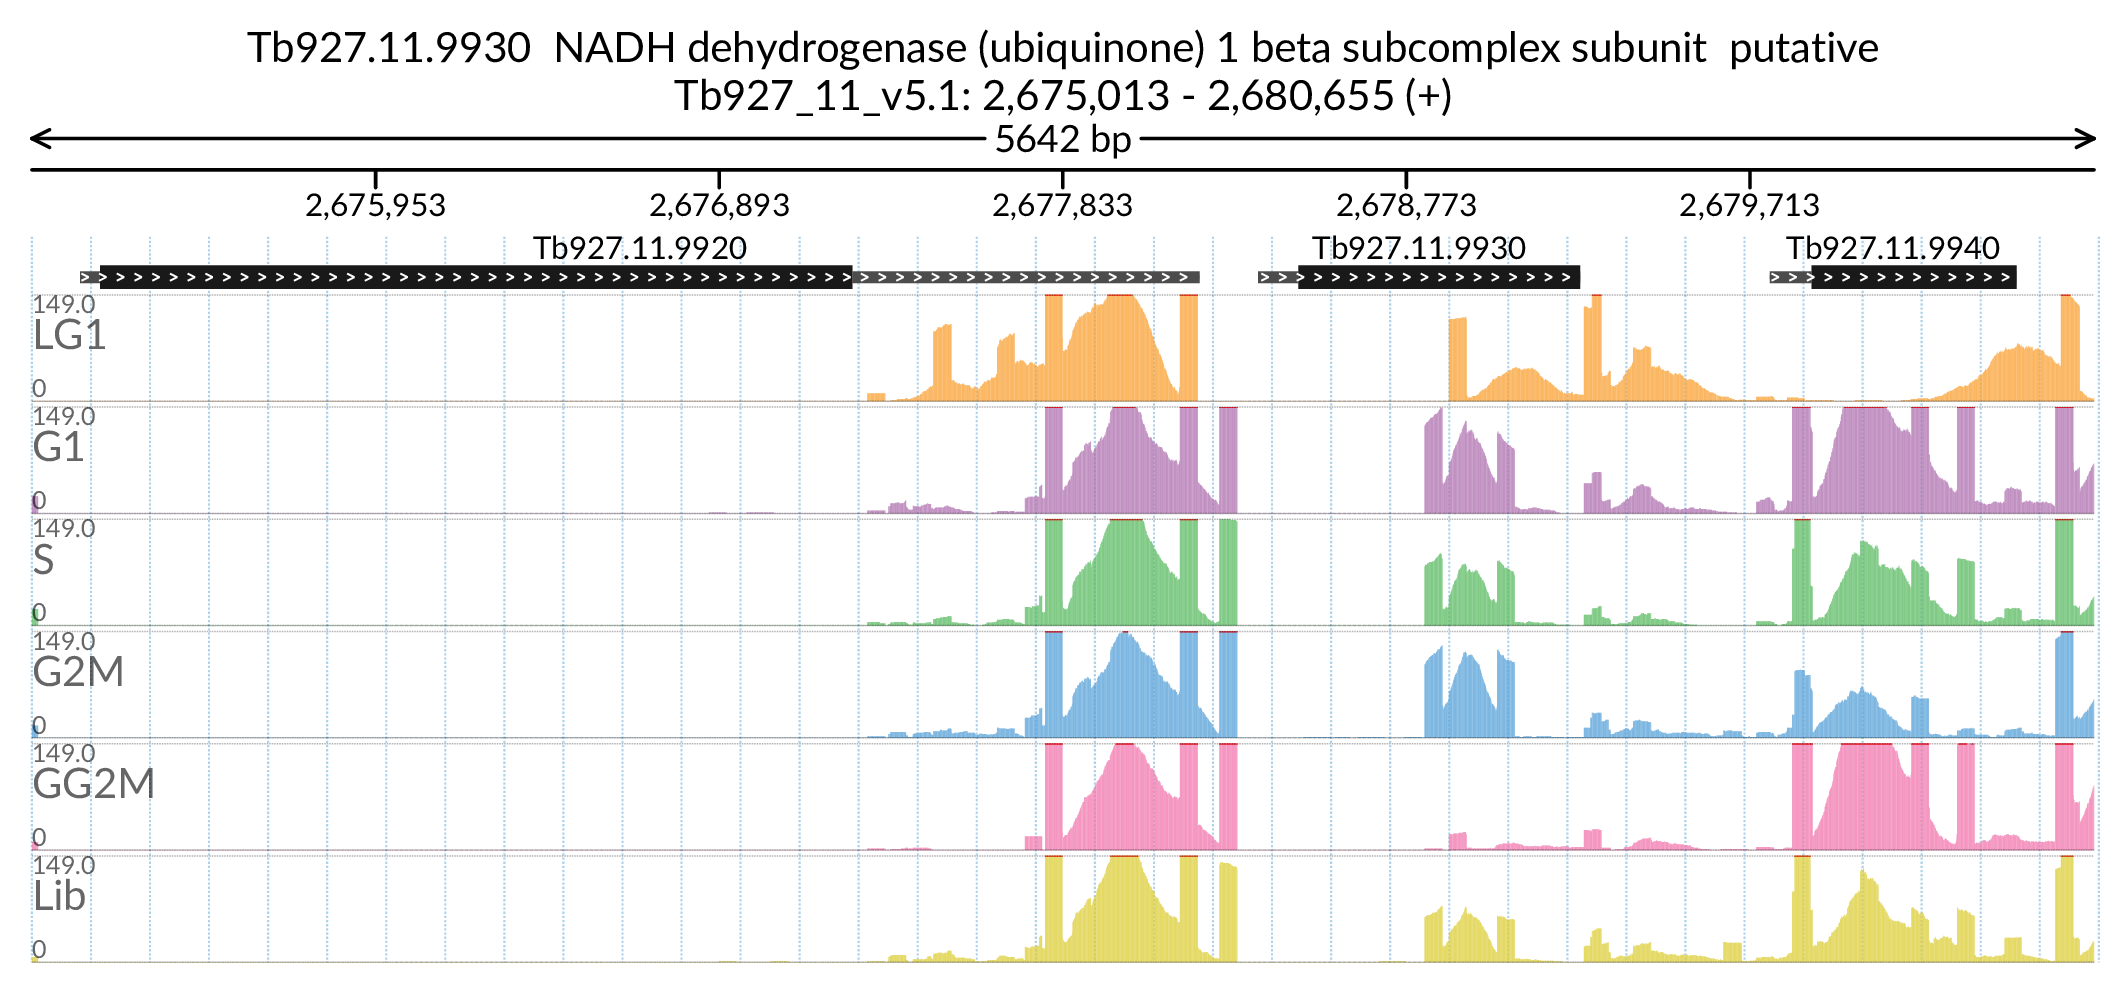 Tb927.11.9930  NADH dehydrogenase (ubiquinone) 1 beta subcomplex subunit  putative
Tb927_11_v5.1: 2,675,013 - 2,680,655 (+)
5642 bp
2,675,953 2,676,893 2,677,833 2,678,773 2,679,713
Tb927.11.9920 Tb927.11.9930 Tb927.11.9940
149.0
LG1
0
149.0
G1
0
149.0
S
0
149.0
G2M
0
149.0
GG2M
0
149.0
Lib
0